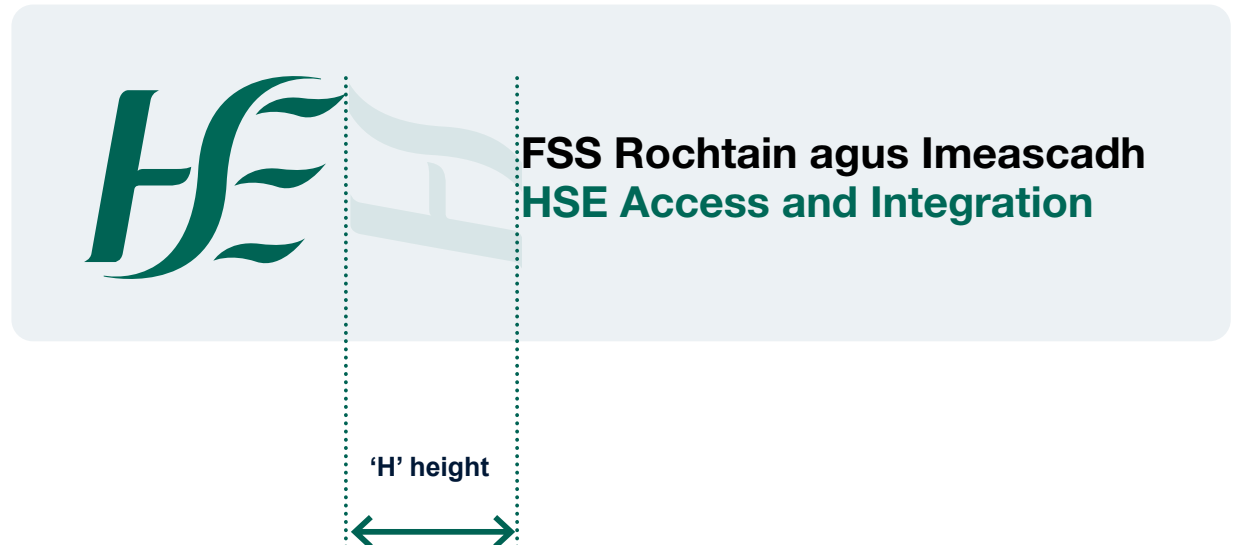 HSE
FSS Rochtain agus Imeascadh
HSE Access and Integration
‘H’ height